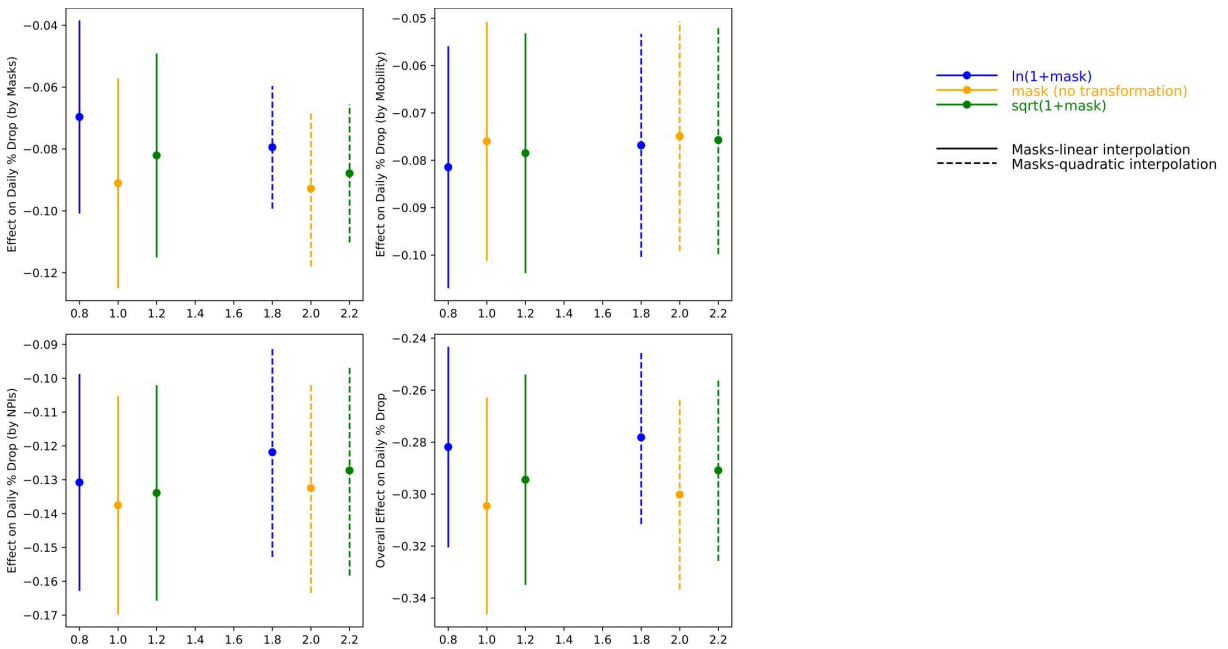 Effect on Daily % Drop (by Masks)
−0.04
−0.06
−0.08
−0.10
−0.12
0.8 1.0 1.2 1.4 1.6 1.8 2.0 2.2
Effect on Daily % Drop (by Mobility)
−0.05
−0.06
−0.07
−0.08
−0.09
−0.10
0.8 1.0 1.2 1.4 1.6 1.8 2.0 2.2
ln(1+mask)
mask (no transformation)
sqrt(1+mask)
Masks-linear interpolation
Masks-quadratic interpolation
Effect on Daily % Drop (by NPIs)
−0.09
−0.10
−0.11
−0.12
−0.13
−0.14
−0.15
−0.16
−0.17
0.8 1.0 1.2 1.4 1.6 1.8 2.0 2.2
Overall Effect on Daily % Drop
−0.24
−0.26
−0.28
−0.30
−0.32
−0.34
0.8 1.0 1.2 1.4 1.6 1.8 2.0 2.2